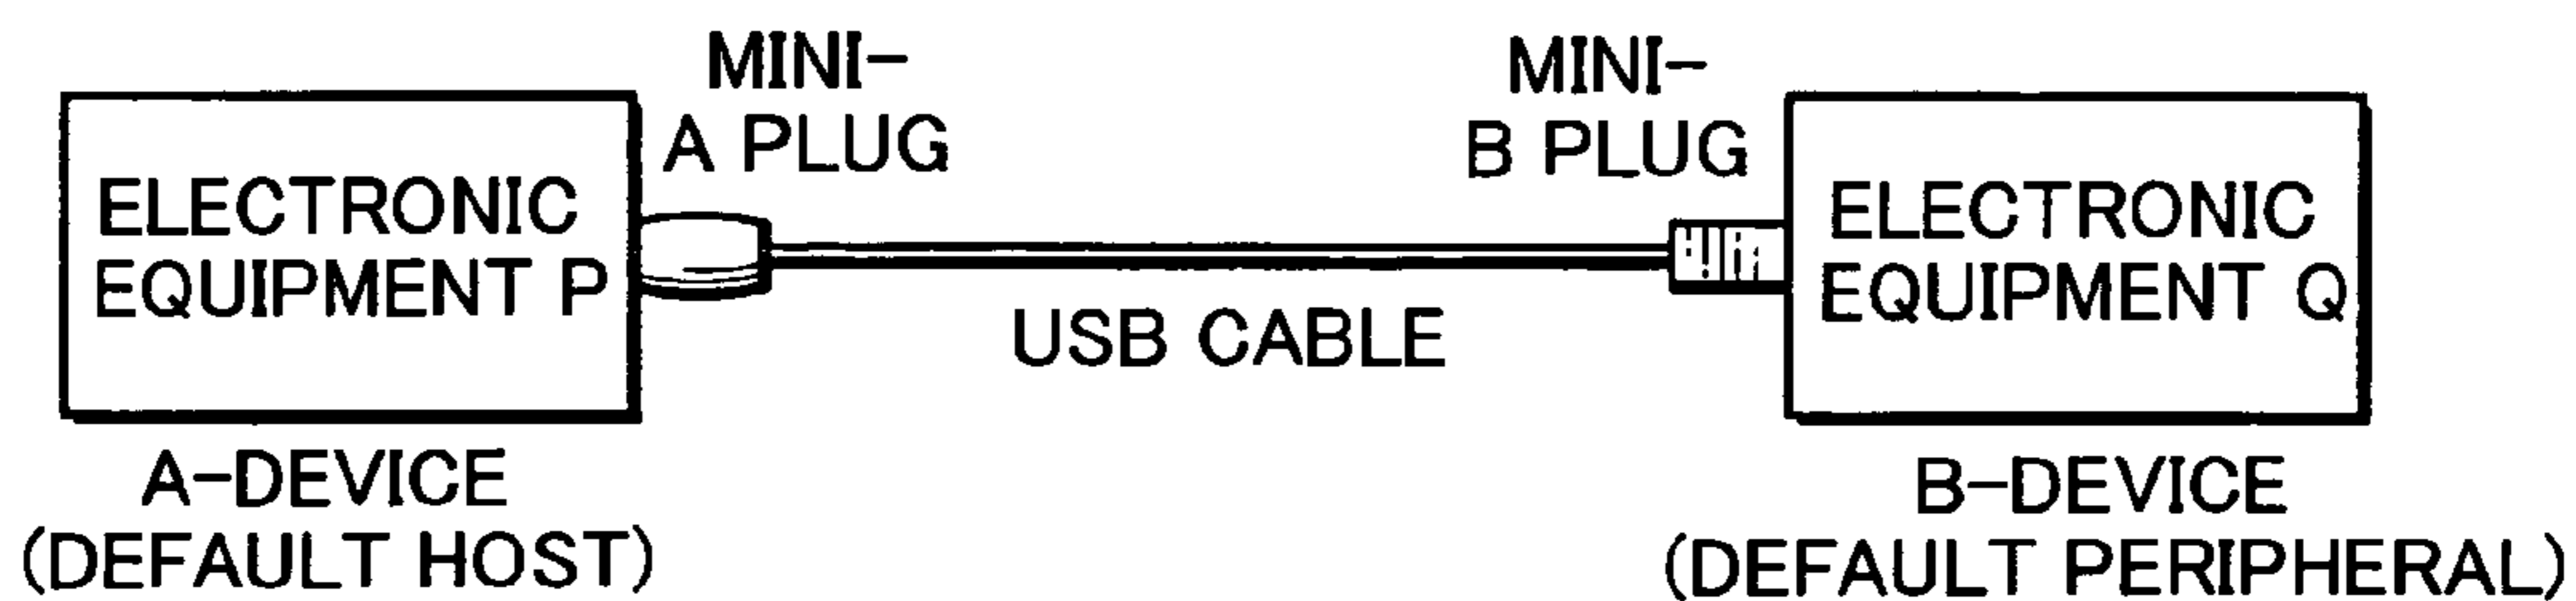 MINI-
A PLUG
MINI-
B PLUG
ELECTRONIC
EQUIPMENT P
ELECTRONIC
EQUIPMENT Q
USB CABLE
A-DEVICE
(DEFAULT HOST)
B-DEVICE
(DEFAULT PERIPHERAL)